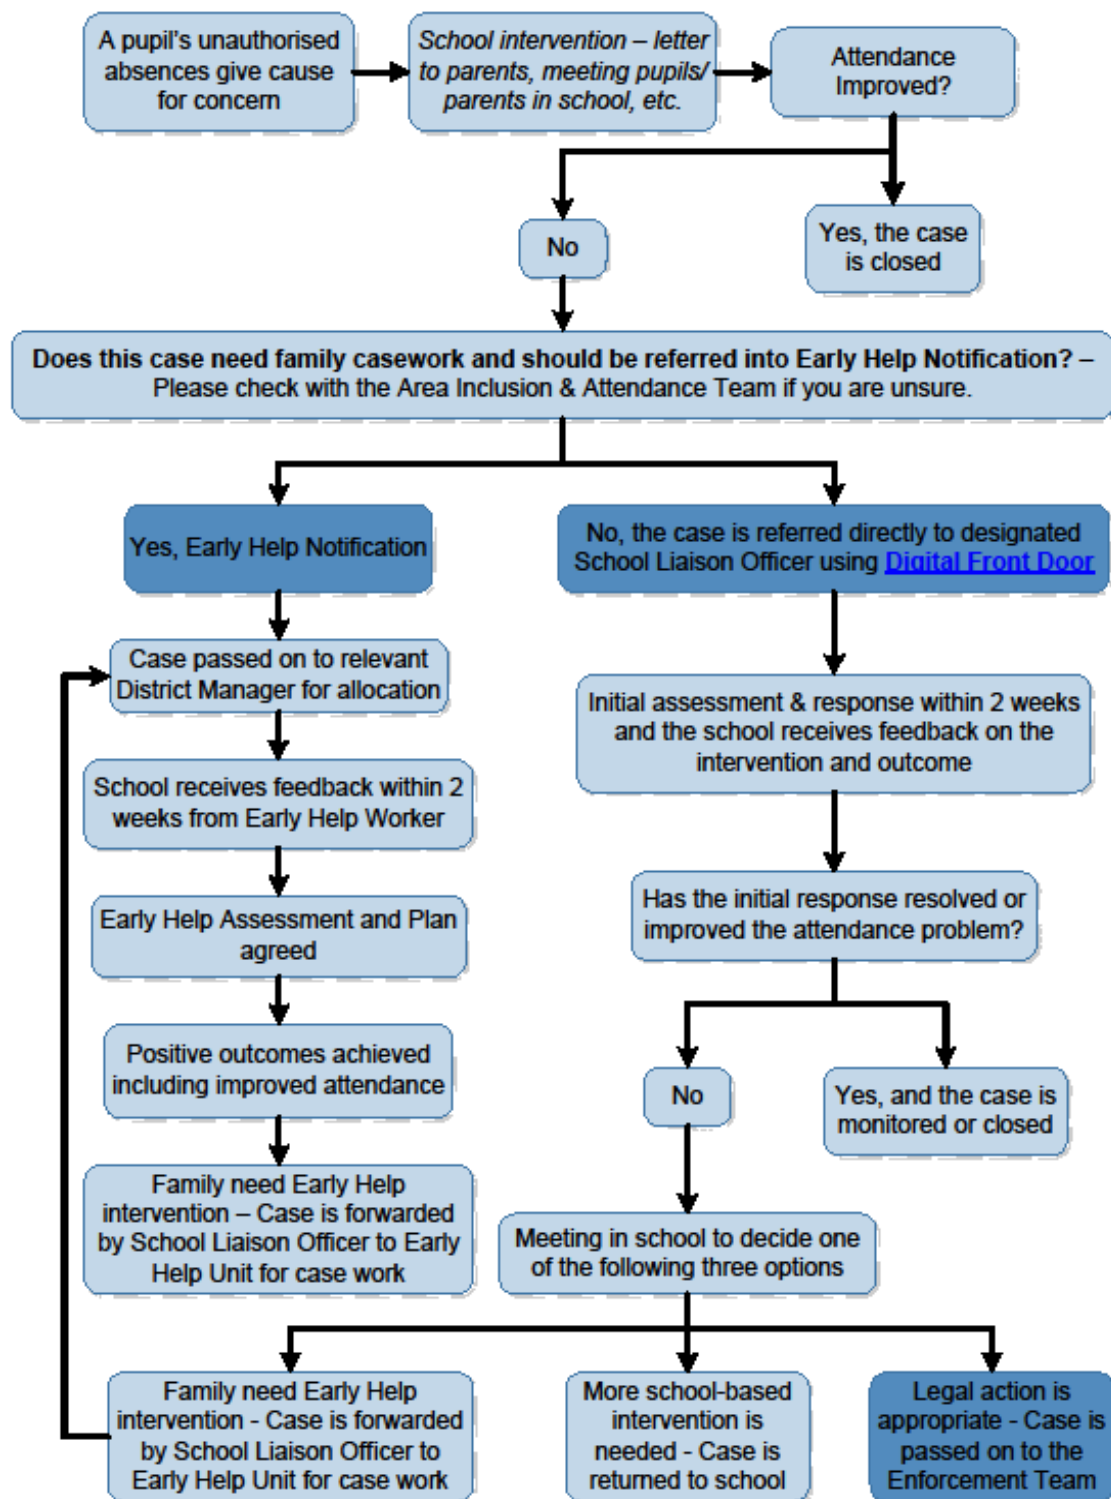 A pupil's unauthorised
absences give cause
for concern
School intervention – letter
to parents, meeting pupils/
parents in school, etc.
Attendance
Improved?
No
Yes, the case
is closed
Does this case need family casework and should be referred into Early Help Notification? –
Please check with the Area Inclusion & Attendance Team if you are unsure.
Yes, Early Help Notification
No, the case is referred directly to designated
School Liaison Officer using Digital Front Door
Case passed on to relevant
District Manager for allocation
Initial assessment & response within 2 weeks
and the school receives feedback on the
intervention and outcome
School receives feedback within 2
weeks from Early Help Worker
Has the initial response resolved or
improved the attendance problem?
Early Help Assessment and Plan
agreed
Positive outcomes achieved
including improved attendance
No
Yes, and the case is
monitored or closed
Family need Early Help
intervention – Case is forwarded
by School Liaison Officer to Early
Help Unit for case work
Meeting in school to decide one
of the following three options
Family need Early Help
intervention - Case is forwarded
by School Liaison Officer to
Early Help Unit for case work
More school-based
intervention is
needed - Case is
returned to school
Legal action is
appropriate - Case is
passed on to the
Enforcement Team